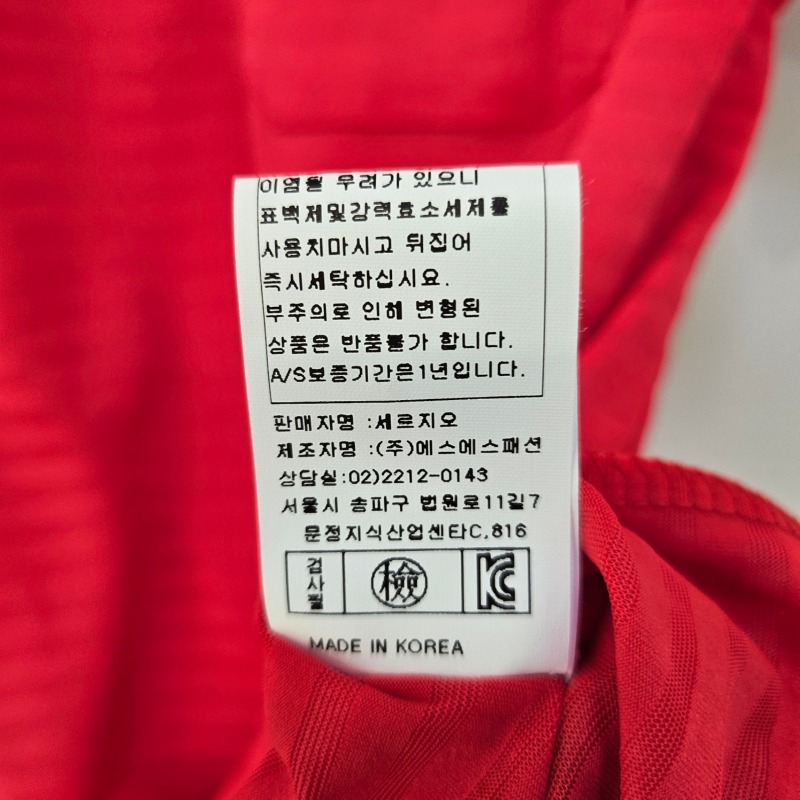 이염될 우려가 있으니
표백제및강력효소세제를
사용치마시고 뒤집어
즉시세탁하십시요.
부주의로 인해 변형된
상품은 반품불가 합니다.
A/S보증기간은1년입니다.
판매자명 :세르지오
제조자명 :(주)에스에스패션
상담실:02)2212-0143
서울시 송파구 법원로11길7
문정지식산업센타C,816
검사필 檢 KC
MADE IN KOREA